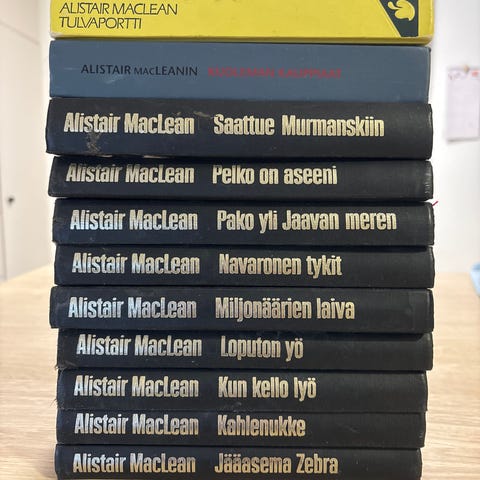 ALISTAIR MACLEAN
TULVAPORTTI
ALISTAIR MACLEANIN
Alistair MacLean Saattue Murmanskiin
Alistair MacLean Pelko on aseeni
Alistair MacLean Pako yli Jaavan meren
Alistair MacLean Navaronen tykit
Alistair MacLean Miljonäärien laiva
Alistair MacLean Loputon yö
Alistair MacLean Kun kello lyö
Alistair MacLean Kahlenukke
Alistair MacLean Jääasema Zebra